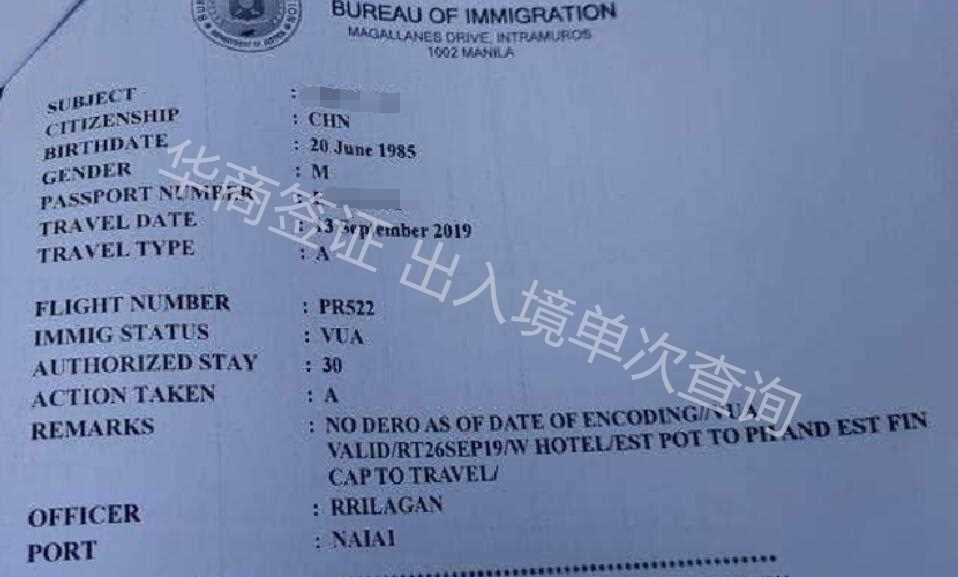 BUREAU OF IMMIGRATION
MAGALLANES DRIVE, INTRAMUROS
1002 MANILA
SUBJECT :
CITIZENSHIP : CHN
BIRTHDATE : 20 June 1985
GENDER : M
PASSPORT NUMBER :
TRAVEL DATE : 13 September 2019
TRAVEL TYPE : A
FLIGHT NUMBER : PR522
IMMIG STATUS : VUA
AUTHORIZED STAY : 30
ACTION TAKEN : A
REMARKS : NO DERO AS OF DATE OF ENCODING//VUA
VALID/RT26SEP19/W HOTEL/EST POT TO PH AND EST FIN
CAP TO TRAVEL/
OFFICER : RRILAGAN
PORT : NAIA1
华商签证 出入境单次查询